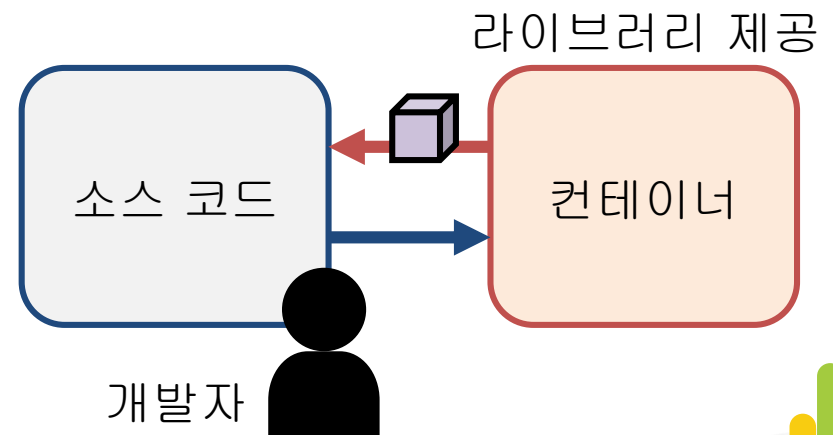 라이브러리 제공
소스 코드
컨테이너
개발자